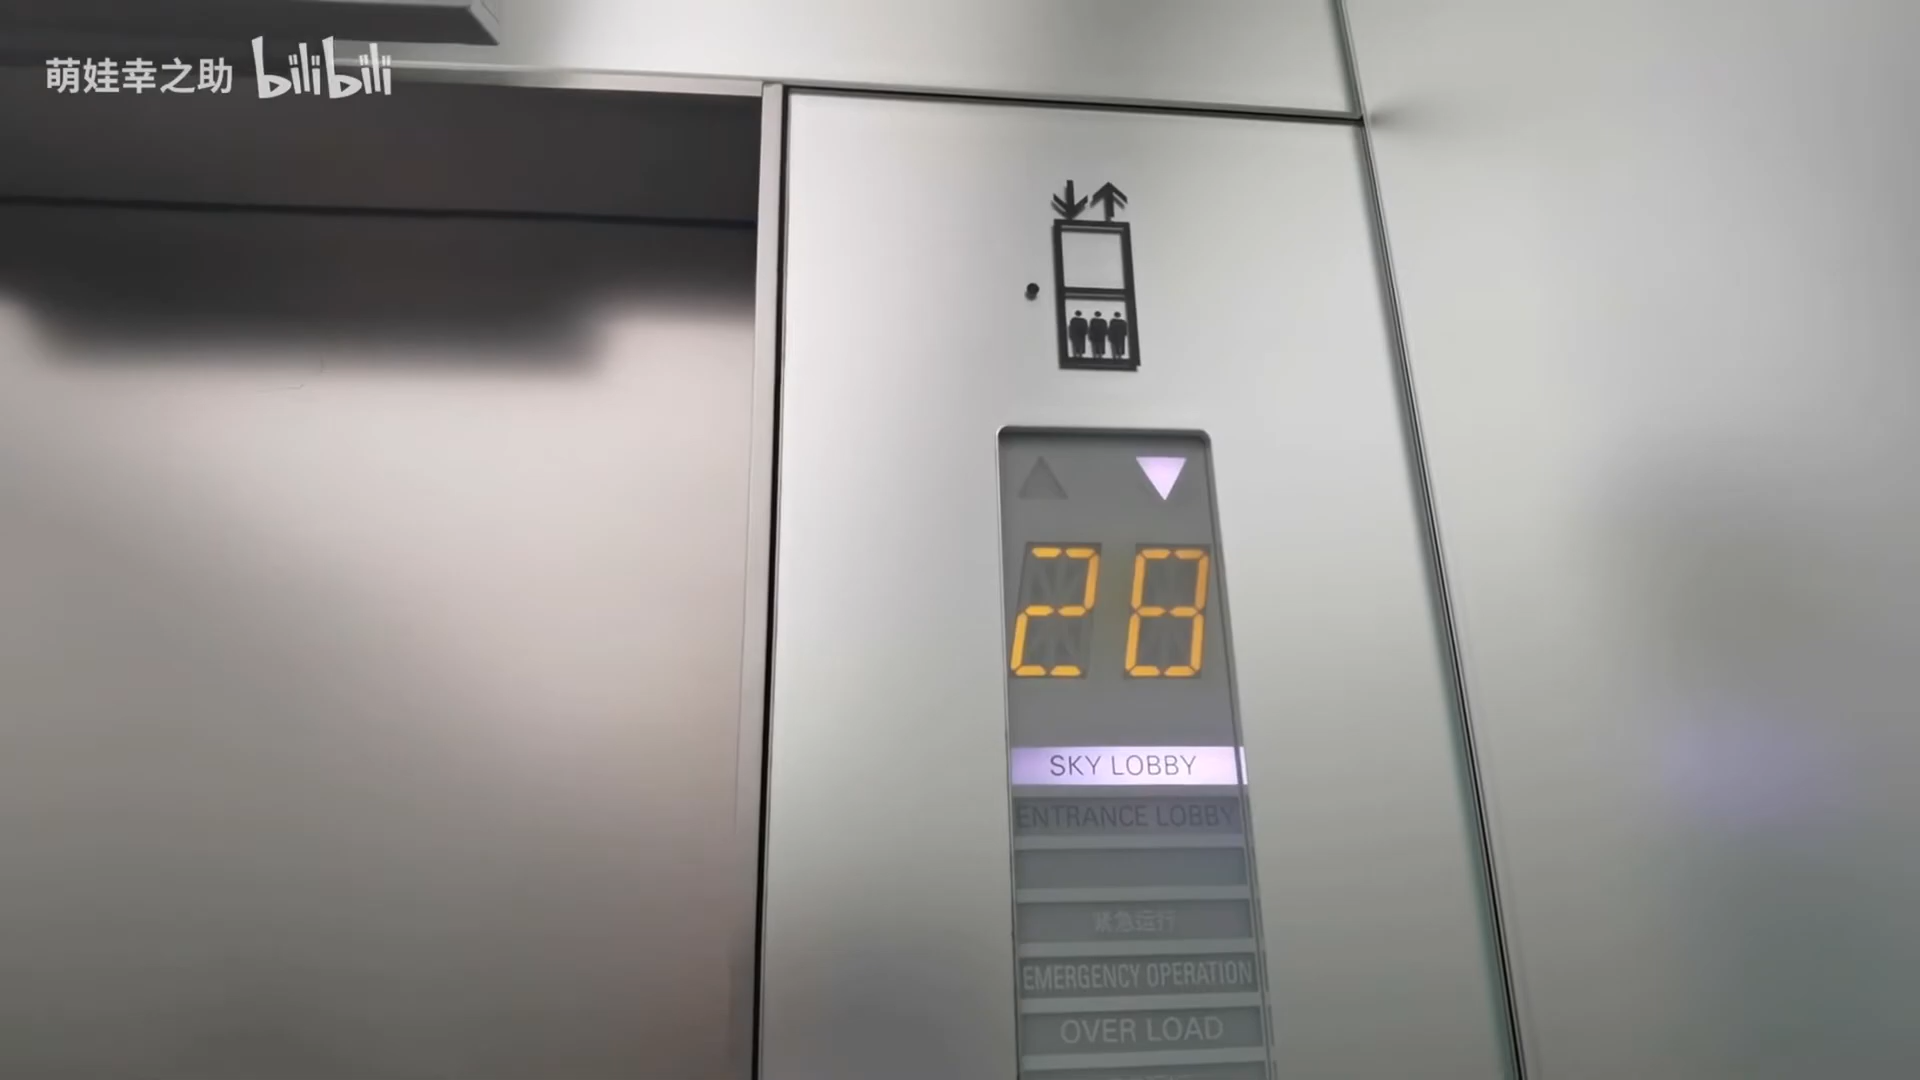 萌娃幸之助 bilibili
28
SKY LOBBY
ENTRANCE LOBBY
紧急运行
EMERGENCY OPERATION
OVER LOAD